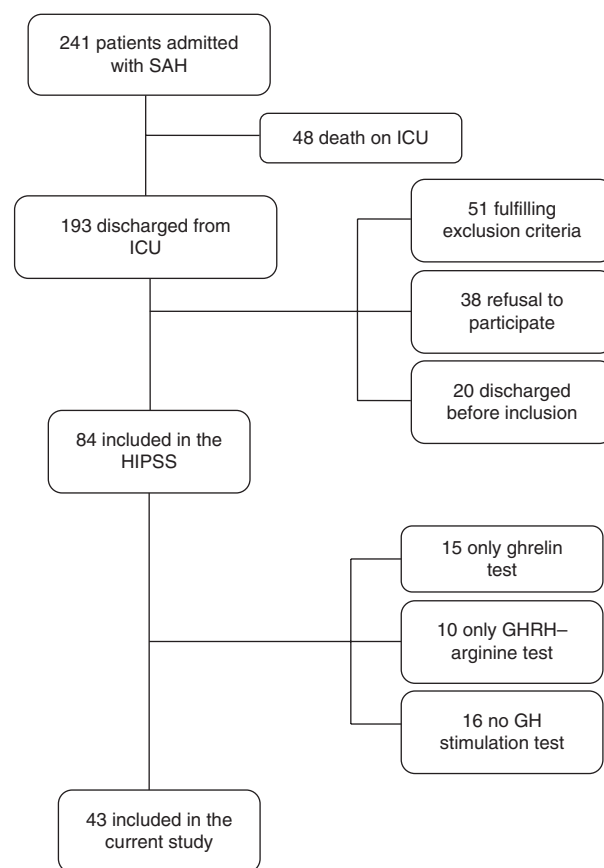 241 patients admitted
with SAH
48 death on ICU
193 discharged from
ICU
51 fulfilling
exclusion criteria
38 refusal to
participate
20 discharged
before inclusion
84 included in the
HIPSS
15 only ghrelin
test
10 only GHRH–
arginine test
16 no GH
stimulation test
43 included in the
current study